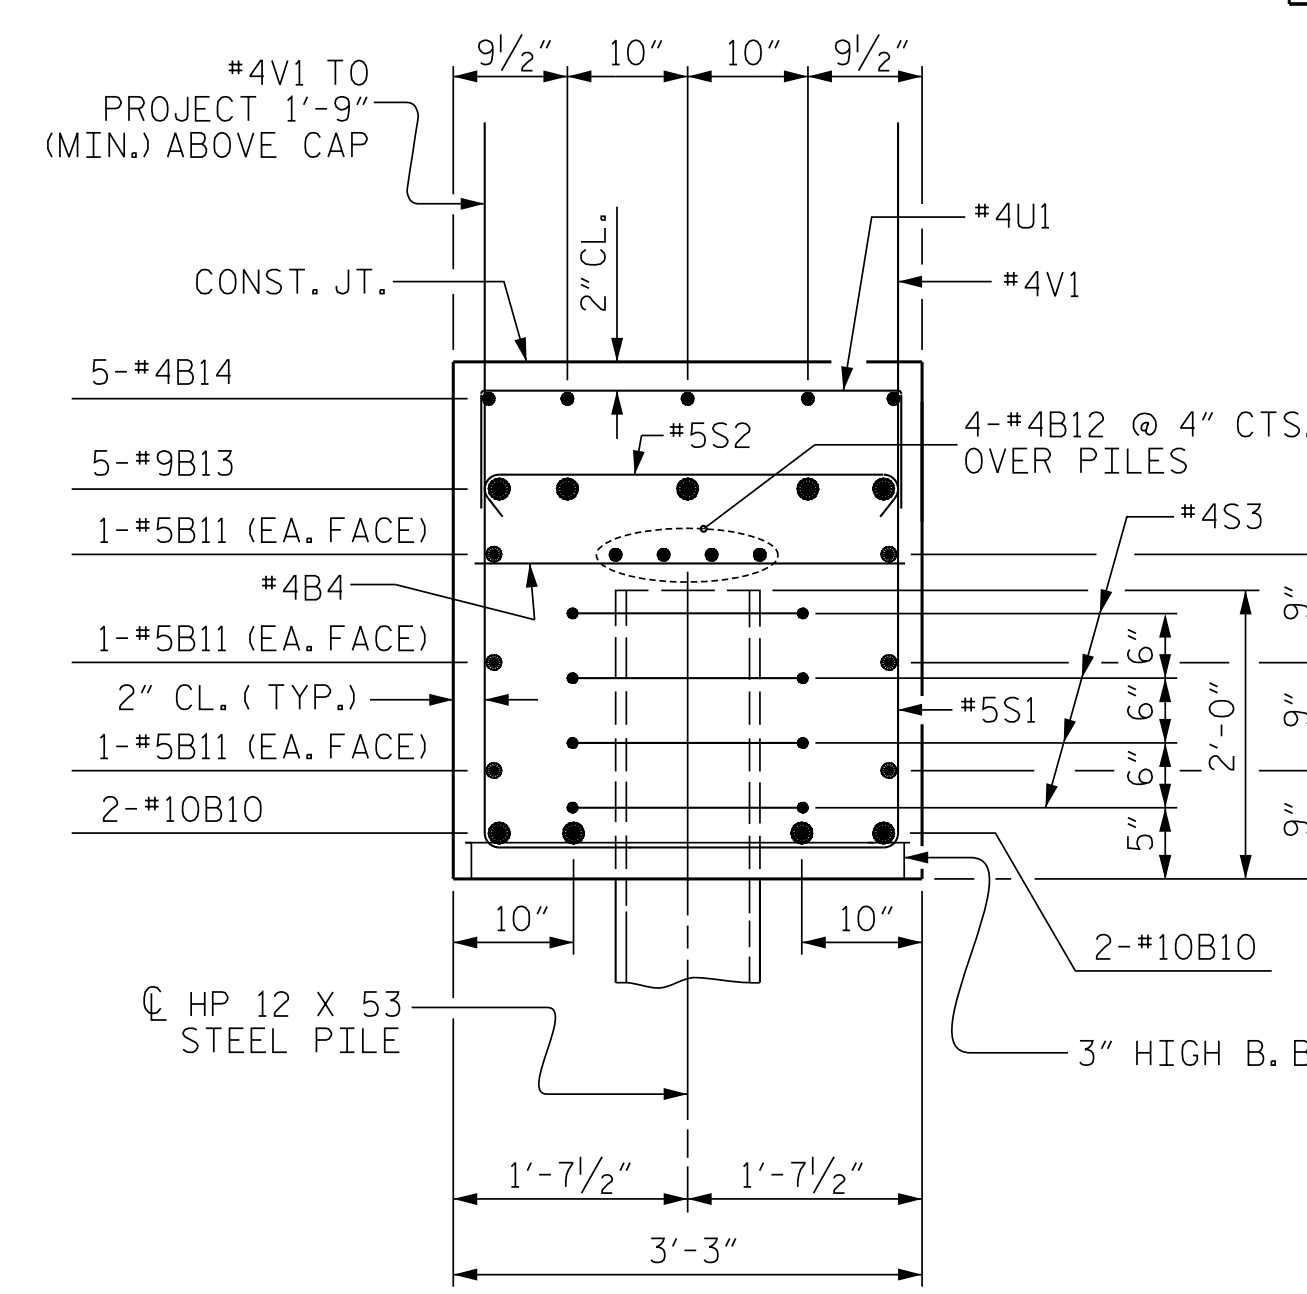 9½" 10" 10" 9½"
#4V1 TO
PROJECT 1'-9"
(MIN.) ABOVE CAP
2" CL.
#4U1
#4V1
CONST. JT.
5-#4B14
#5S2
4-#4B12 @ 4" CTS.
OVER PILES
5-#9B13
#4S3
1-#5B11 (EA. FACE)
#4B4
9"
1-#5B11 (EA. FACE)
6"
2" CL. ( TYP.)
#5S1
6"
2'-0"
9"
1-#5B11 (EA. FACE)
6"
2-#10B10
5"
9"
10" 10"
2-#10B10
℄ HP 12 X 53
STEEL PILE
3" HIGH B. B
1'-7½" 1'-7½"
3'-3"